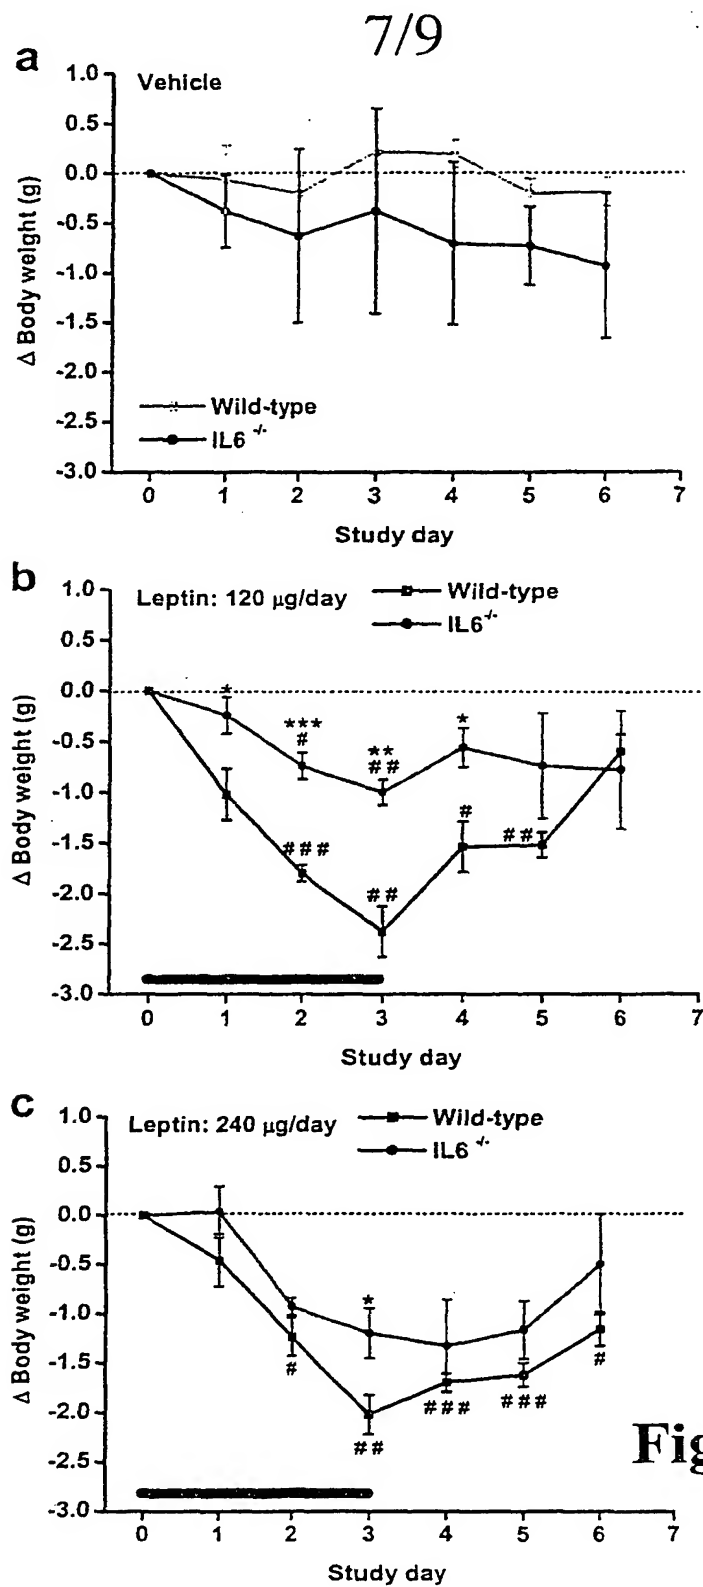 7/9
a
Vehicle
1.0
0.5
0.0
-0.5
-1.0
-1.5
-2.0
-2.5
-3.0
Δ Body weight (g)
Wild-type
IL6 -/-
0 1 2 3 4 5 6 7
Study day
b
Leptin: 120 μg/day
Wild-type
IL6-/-
1.0
0.5
0.0
-0.5
-1.0
-1.5
-2.0
-2.5
-3.0
Δ Body weight (g)
*
***
#
**
##
*
###
##
#
##
0 1 2 3 4 5 6 7
Study day
c
Leptin: 240 μg/day
Wild-type
IL6 -/-
1.0
0.5
0.0
-0.5
-1.0
-1.5
-2.0
-2.5
-3.0
Δ Body weight (g)
*
#
##
###
###
#
Fig
0 1 2 3 4 5 6 7
Study day